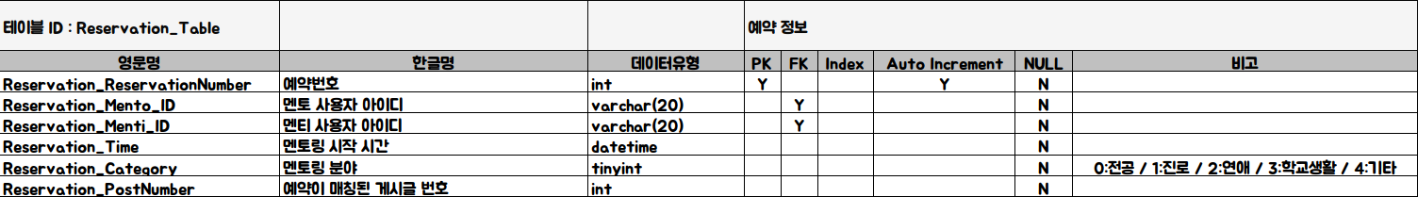 테이블 ID : Reservation_Table 예약 정보
영문명 한글명 데이터유형 PK FK Index Auto Increment NULL 비고
Reservation_ReservationNumber 예약번호 int Y Y N
Reservation_Mento_ID 멘토 사용자 아이디 varchar(20) Y N
Reservation_Menti_ID 멘티 사용자 아이디 varchar(20) Y N
Reservation_Time 멘토링 시작 시간 datetime N
Reservation_Category 멘토링 분야 tinyint N 0:전공 / 1:진로 / 2:연애 / 3:학교생활 / 4:기타
Reservation_PostNumber 예약이 매칭된 게시글 번호 int N